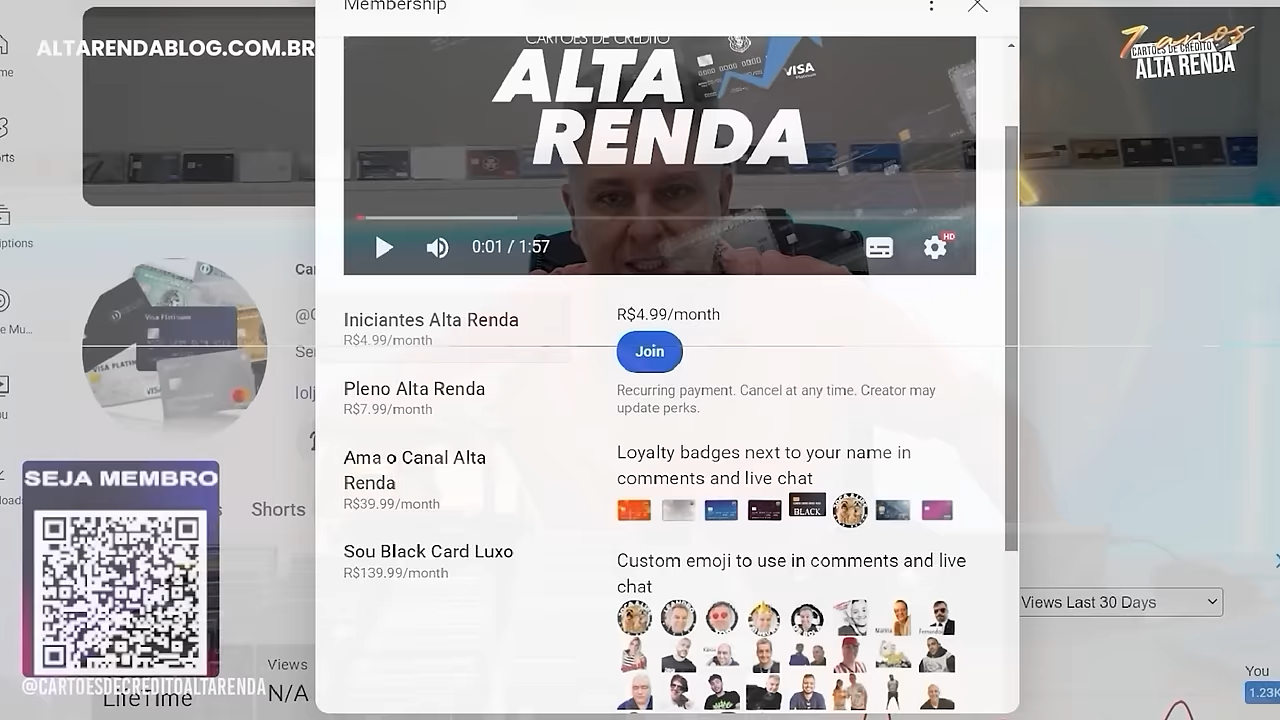 Membership
ALTARENDABLOG.COM.BR
7 anos
CARTÕES DE CRÉDITO
ALTA RENDA
CARTÕES DE CRÉDITO
ALTA
RENDA
VISA
0:01 / 1:57
HD
Iniciantes Alta Renda
R$4.99/month
Pleno Alta Renda
R$7.99/month
Ama o Canal Alta
Renda
R$39.99/month
Sou Black Card Luxo
R$139.99/month
R$4.99/month
Join
Recurring payment. Cancel at any time. Creator may
update perks.
Loyalty badges next to your name in
comments and live chat
BLACK
Custom emoji to use in comments and live
chat
Visa Platinum
VISA
SEJA MEMBRO
@CARTOESDECREDITOALTARENDA
Shorts
Views
N/A
LifeTime
Views Last 30 Days
You
1.23K